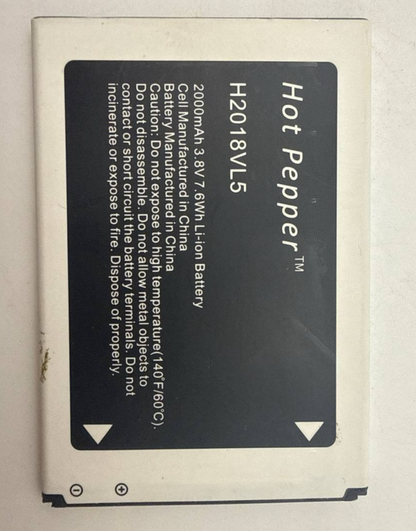 Hot Pepper™
H2018VL5
2000mAh 3.8V 7.6Wh Li-ion Battery
Cell Manufactured in China
Battery Manufactured in China
Caution: Do not expose to high temperature(140°F/60°C).
Do not disassemble. Do not allow metal objects to
contact or short circuit the battery terminals. Do not
incinerate or expose to fire. Dispose of properly.
⊕
⊖